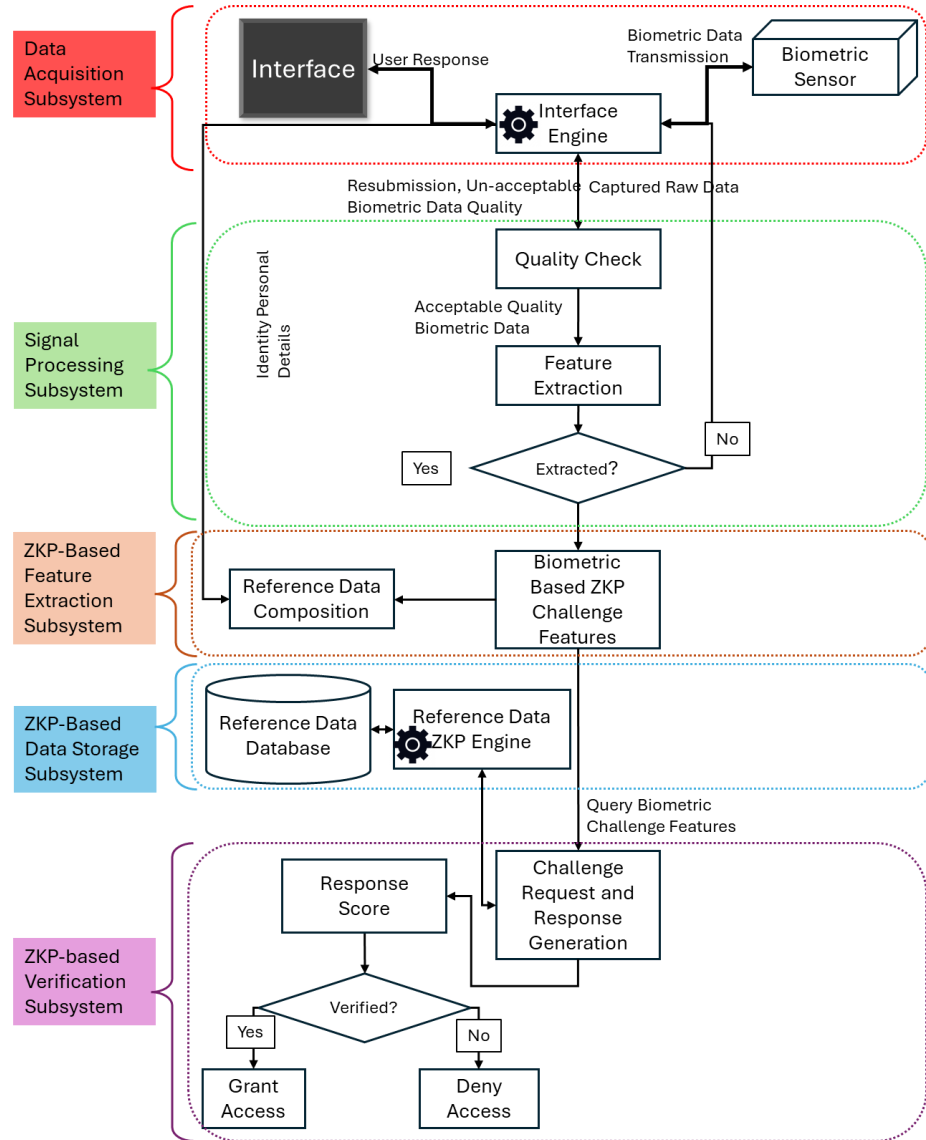 Data
Acquisition
Subsystem
Interface
User Response
Biometric Data
Transmission
Biometric
Sensor
Interface
Engine
Resubmission, Un-acceptable
Biometric Data Quality
Captured Raw Data
Signal
Processing
Subsystem
Identity Personal
Details
Quality Check
Acceptable Quality
Biometric Data
Feature
Extraction
No
Yes
Extracted?
ZKP-Based
Feature
Extraction
Subsystem
Reference Data
Composition
Biometric
Based ZKP
Challenge
Features
ZKP-Based
Data Storage
Subsystem
Reference Data
Database
Reference Data
ZKP Engine
Query Biometric
Challenge Features
ZKP-based
Verification
Subsystem
Response
Score
Challenge
Request and
Response
Generation
Verified?
Yes
No
Grant
Access
Deny
Access